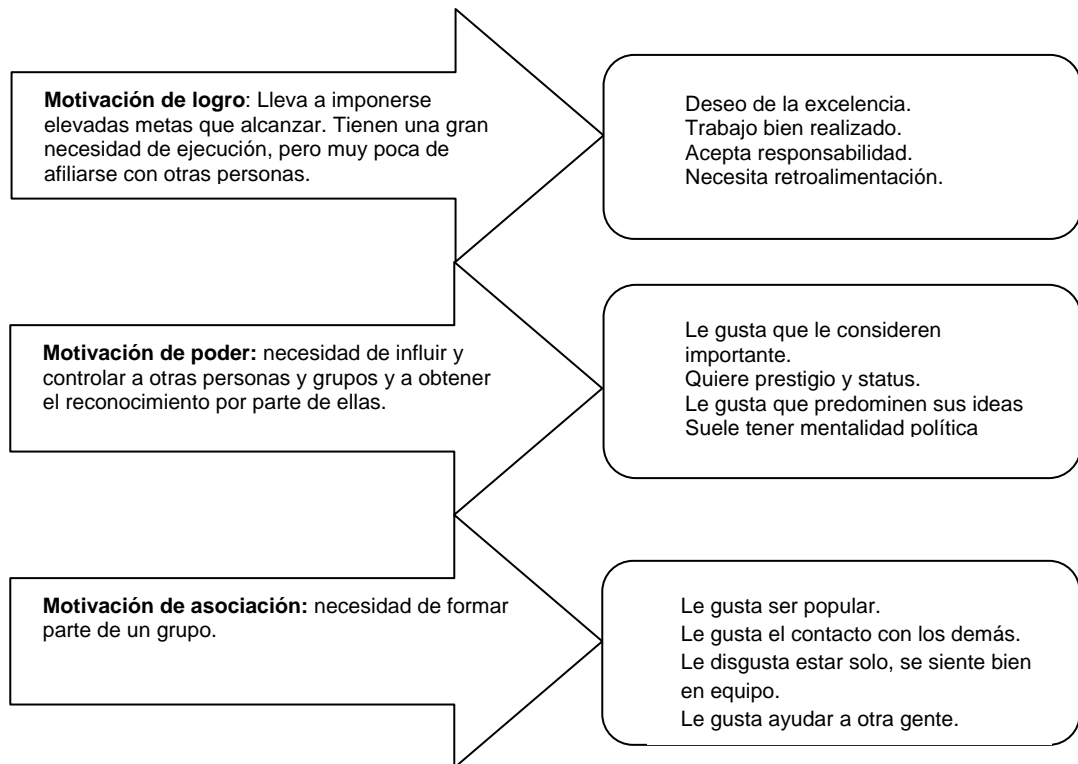 Motivación de logro: Lleva a imponerse
elevadas metas que alcanzar. Tienen una gran
necesidad de ejecución, pero muy poca de
afiliarse con otras personas.
Deseo de la excelencia.
Trabajo bien realizado.
Acepta responsabilidad.
Necesita retroalimentación.
Motivación de poder: necesidad de influir y
controlar a otras personas y grupos y a obtener
el reconocimiento por parte de ellas.
Le gusta que le consideren
importante.
Quiere prestigio y status.
Le gusta que predominen sus ideas
Suele tener mentalidad política
Motivación de asociación: necesidad de formar
parte de un grupo.
Le gusta ser popular.
Le gusta el contacto con los demás.
Le disgusta estar solo, se siente bien
en equipo.
Le gusta ayudar a otra gente.